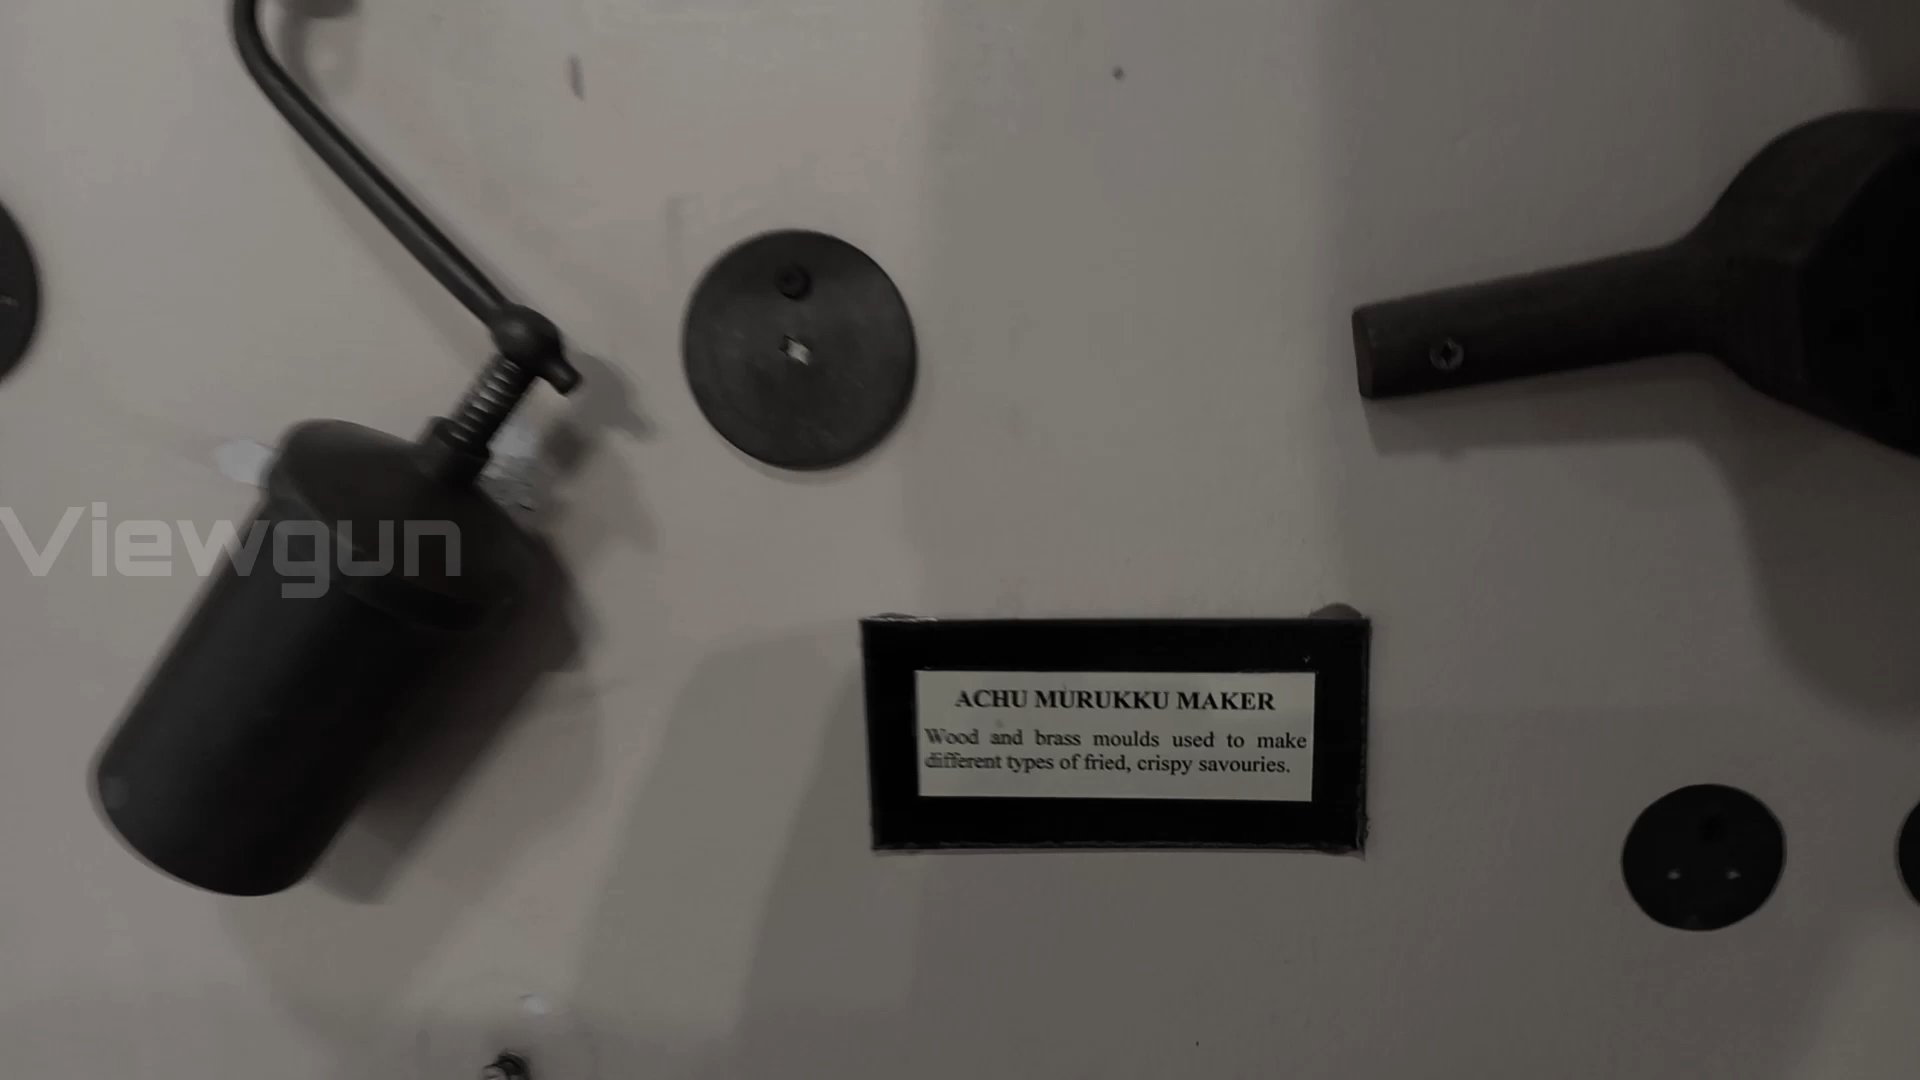 Viewgun
ACHU MURUKKU MAKER
Wood and brass moulds used to make
different types of fried, crispy savouries.